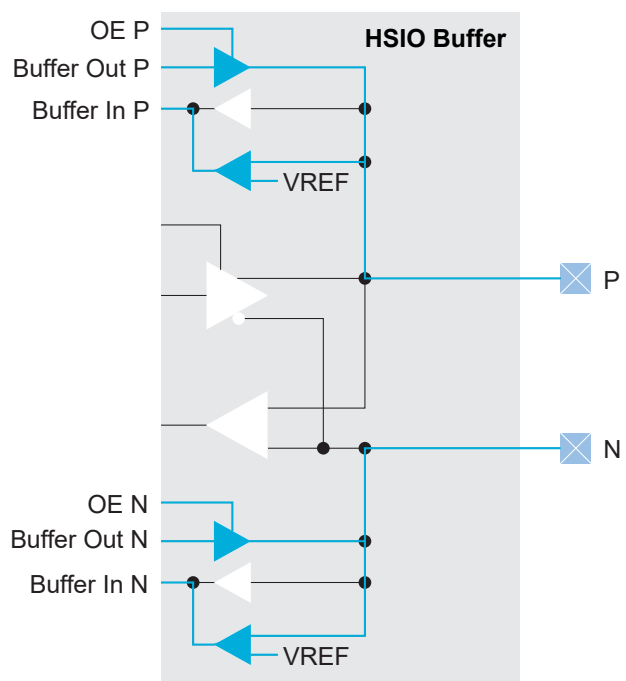 OE P
HSIO Buffer
Buffer Out P
Buffer In P
VREF
P
N
OE N
Buffer Out N
Buffer In N
VREF